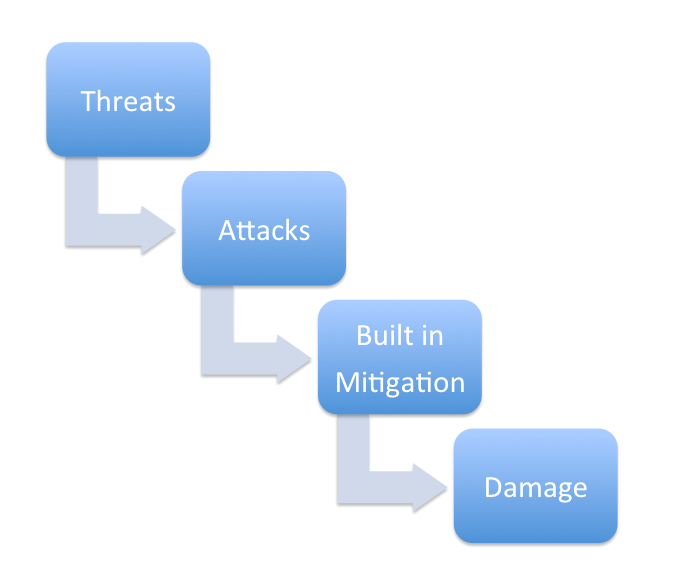 Threats
Attacks
Built in
Mitigation
Damage